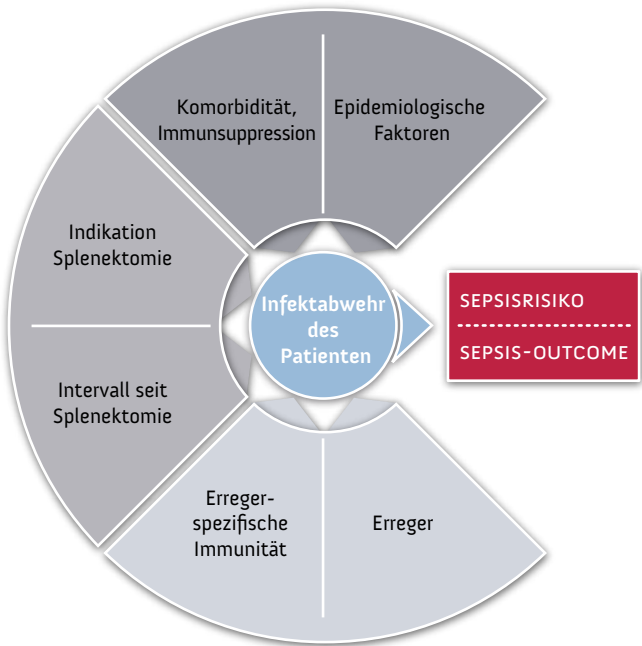 Komorbidität,
Immunsuppression
Epidemiologische
Faktoren
Indikation
Splenektomie
Infektabwehr
des
Patienten
SEPSISRISIKO
SEPSIS-OUTCOME
Intervall seit
Splenektomie
Erreger-
spezifische
Immunität
Erreger